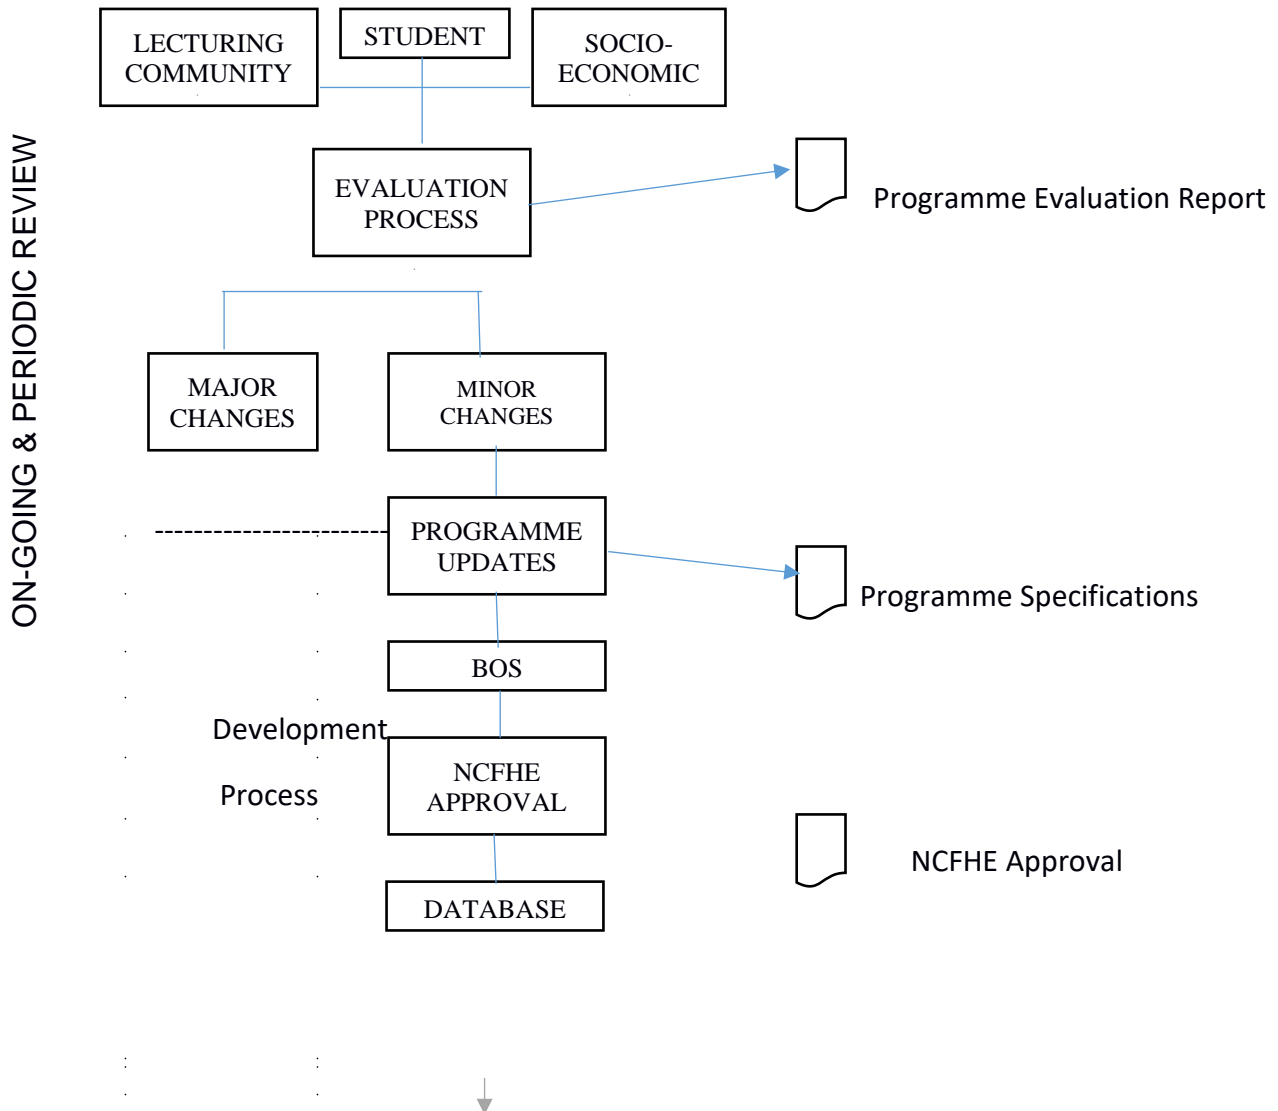 ON-GOING & PERIODIC REVIEW
LECTURING
COMMUNITY
STUDENT
SOCIO-
ECONOMIC
EVALUATION
PROCESS
Programme Evaluation Report
MAJOR
CHANGES
MINOR
CHANGES
PROGRAMME
UPDATES
Programme Specifications
BOS
Development
Process
NCFHE
APPROVAL
NCFHE Approval
DATABASE